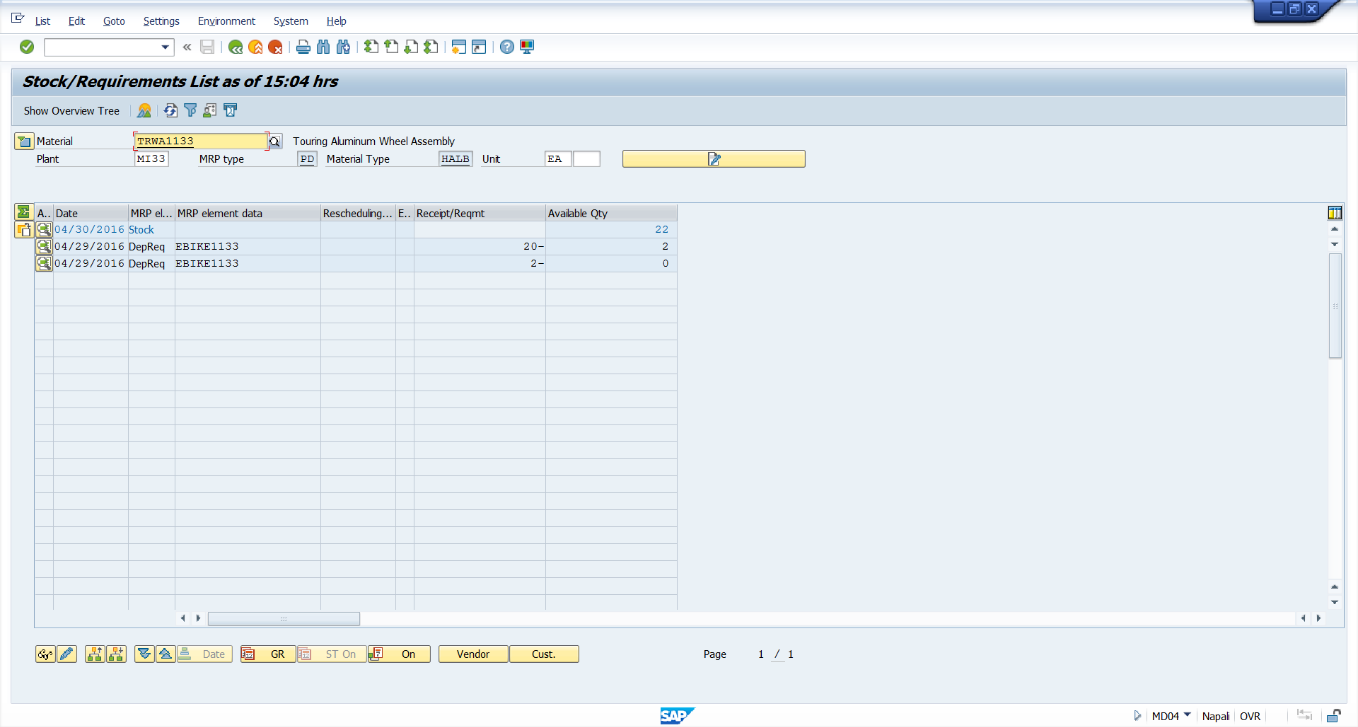 List Edit Goto Settings Environment System Help
Stock/Requirements List as of 15:04 hrs
Show Overview Tree
Material TRWA1133 Touring Aluminum Wheel Assembly
Plant MI33 MRP type PD Material Type HALB Unit EA
A.. Date MRP el... MRP element data Rescheduling... E.. Receipt/Reqmt Available Qty
04/30/2016 Stock 22
04/29/2016 DepReq EBIKE1133 20- 2
04/29/2016 DepReq EBIKE1133 2- 0
Date GR ST On On Vendor Cust. Page 1 / 1
SAP MD04 Napali OVR